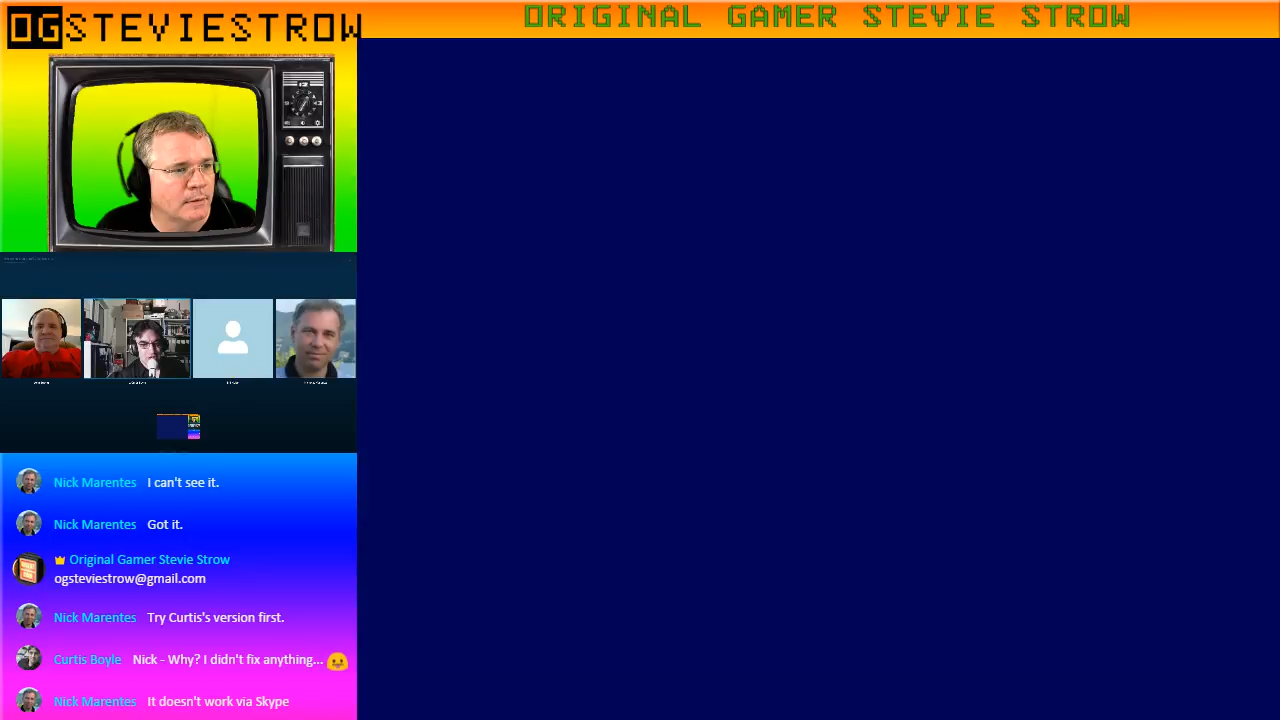 OGSTEVIESTROW
ORIGINAL GAMER STEVIE STROW
Nick Marentes I can't see it.
Nick Marentes Got it.
Original Gamer Stevie Strow
ogsteviestrow@gmail.com
Nick Marentes Try Curtis's version first.
Curtis Boyle Nick - Why? I didn't fix anything...
Nick Marentes It doesn't work via Skype